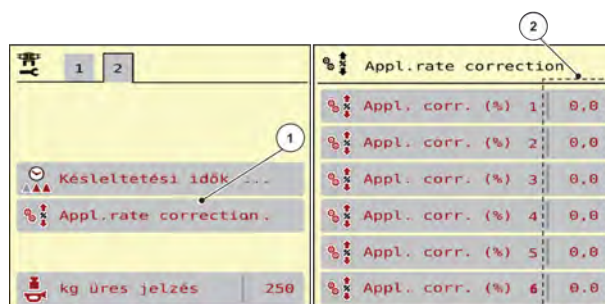 1 2
Késleltetési idők ...
Appl.rate correction.
kg üres jelzés 250
1
2
Appl.rate correction
Appl. corr. (%) 1 0,0
Appl. corr. (%) 2 0,0
Appl. corr. (%) 3 0,0
Appl. corr. (%) 4 0,0
Appl. corr. (%) 5 0,0
Appl. corr. (%) 6 0.0